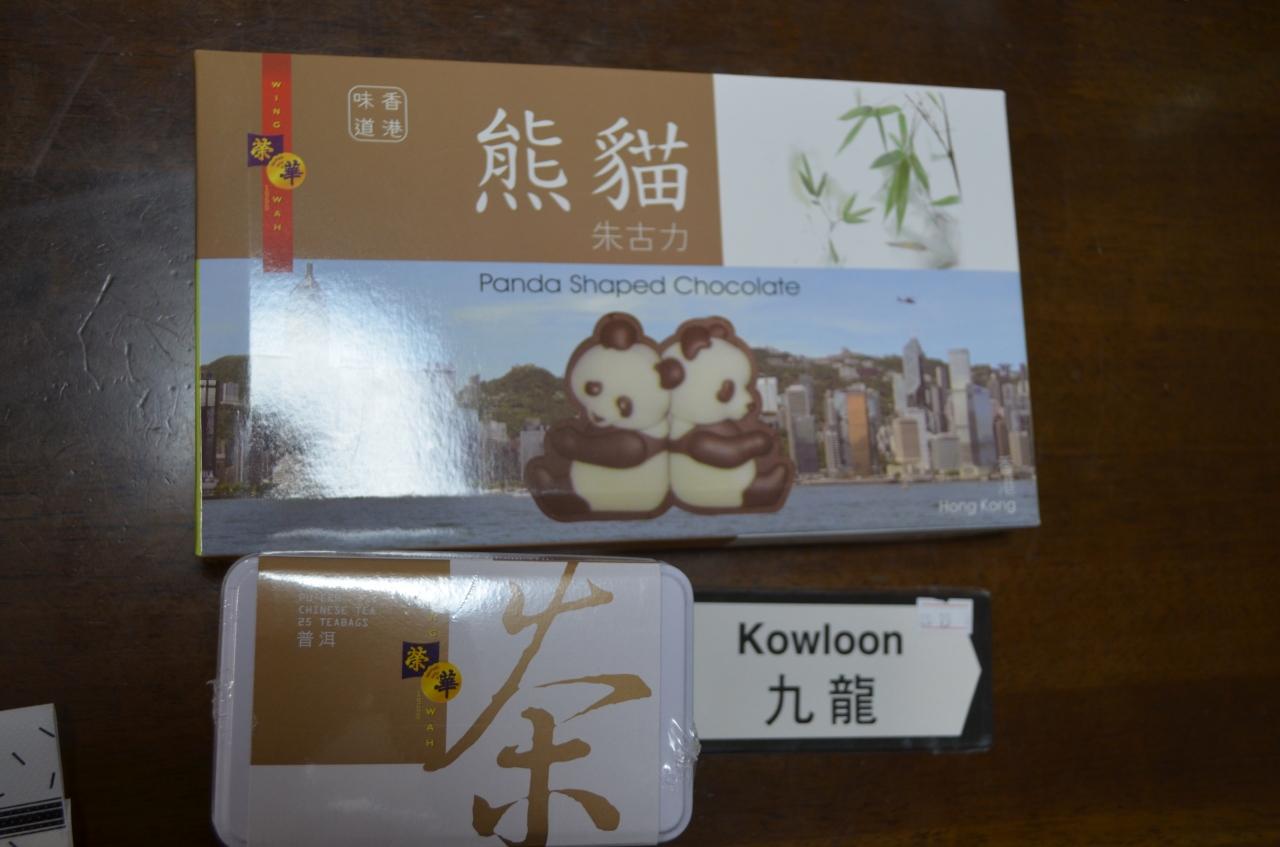 WING
榮華
WAH
香港
味道
熊貓
朱古力
Panda Shaped Chocolate
Hong Kong
CHINESE TEA
25 TEABAGS
普洱
榮華
WAH
茶
Kowloon
九龍